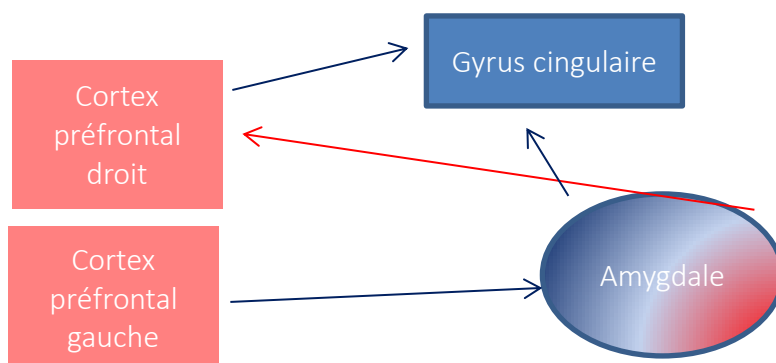 Gyrus cingulaire
Cortex
préfrontal
droit
Cortex
préfrontal
gauche
Amygdale